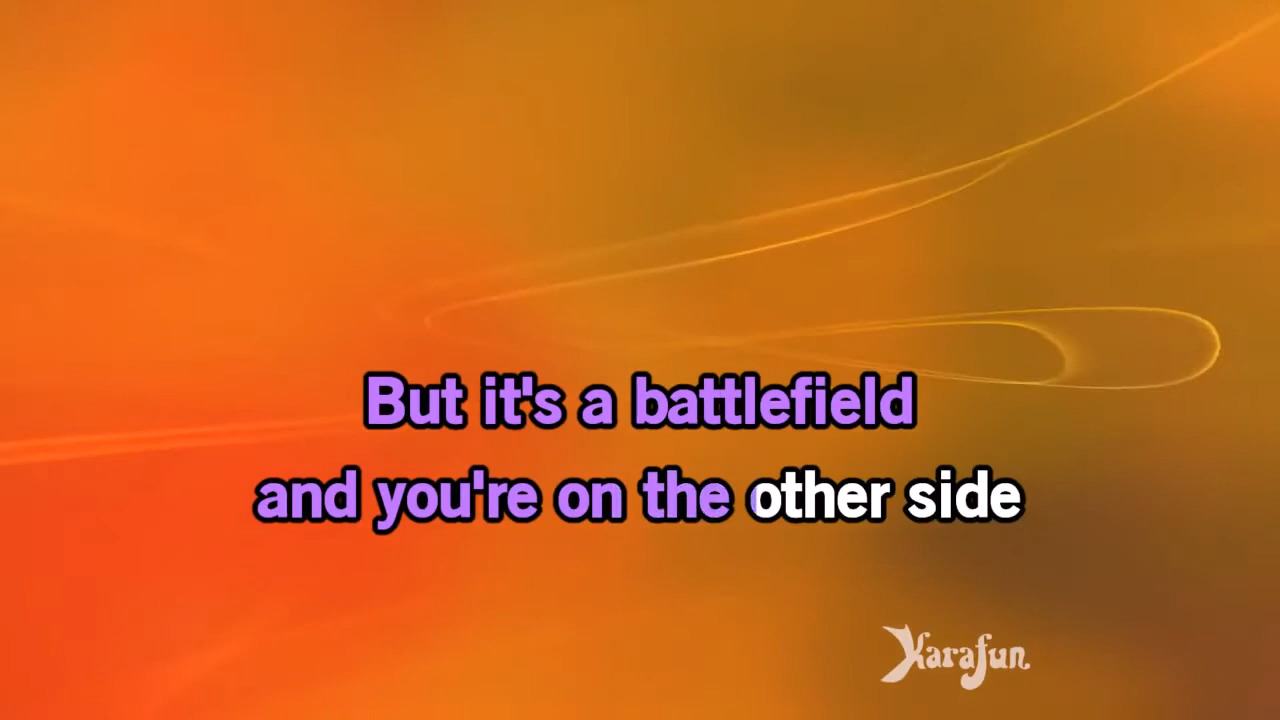 But it's a battlefield
and you're on the other side
Karafun